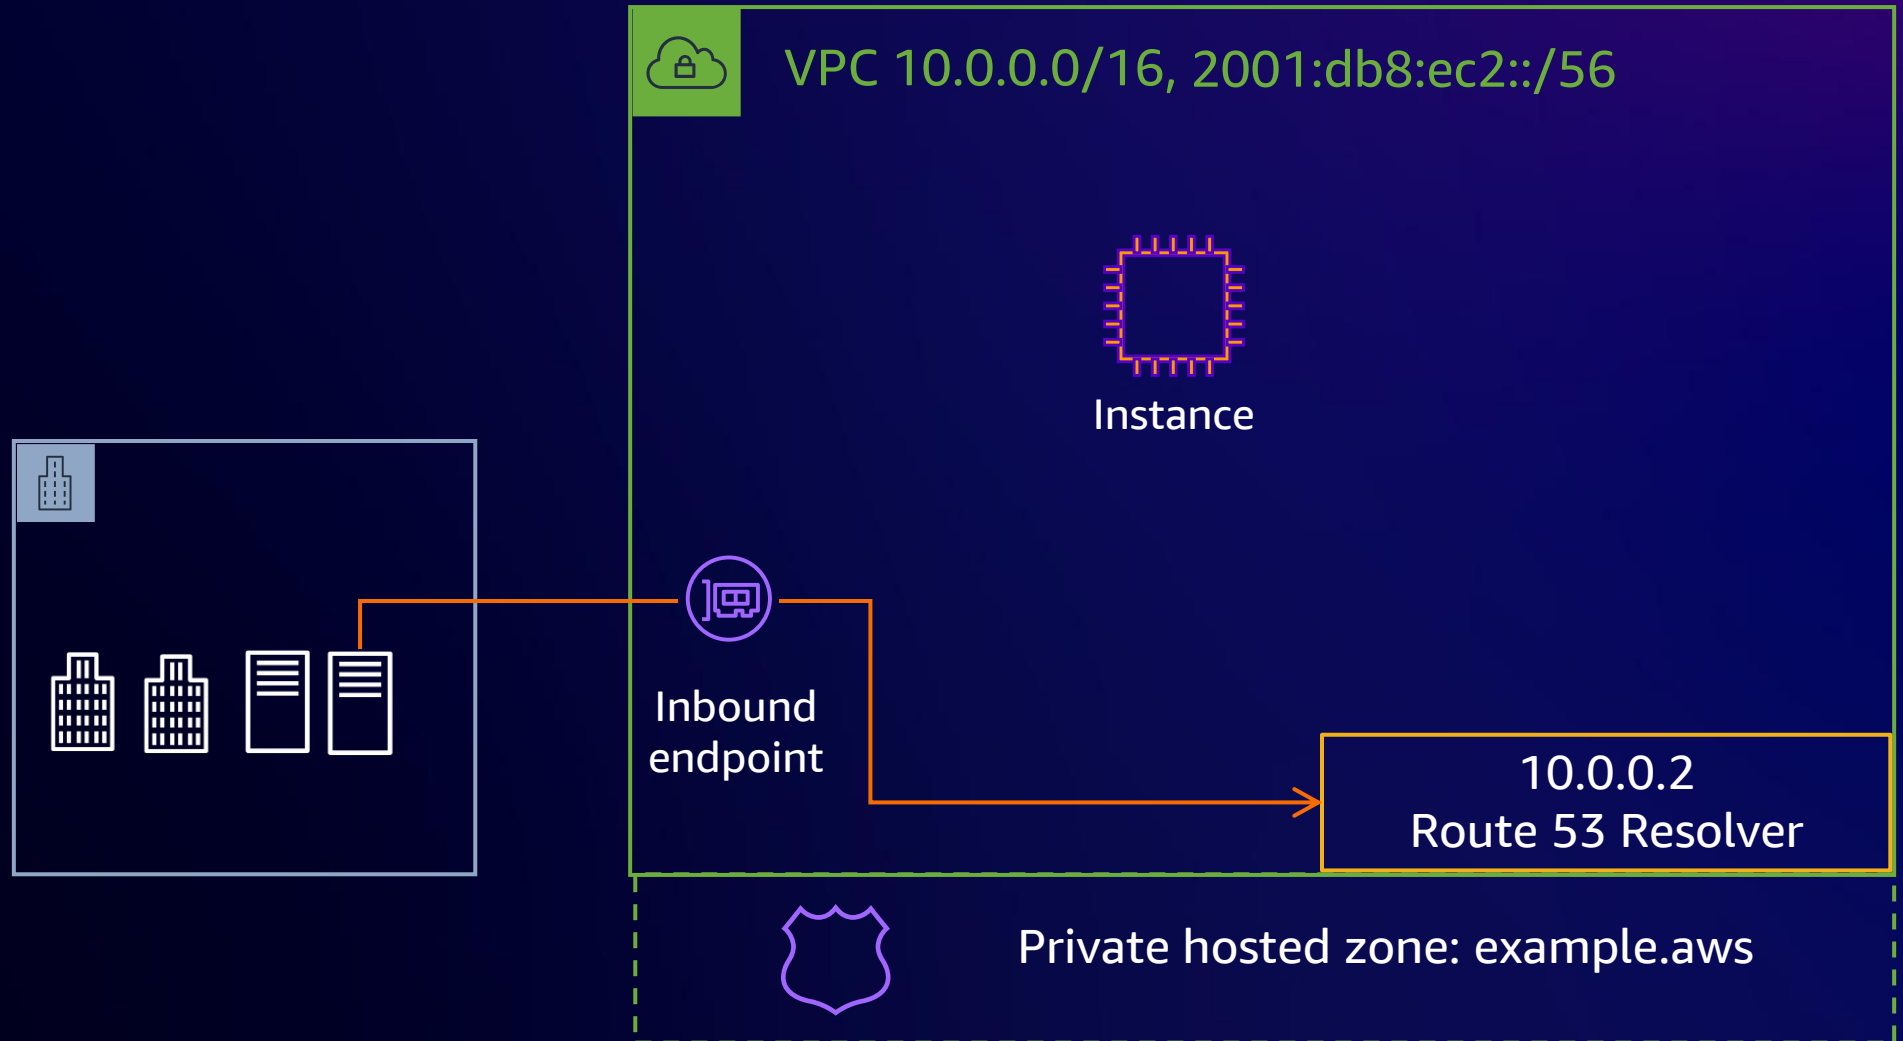 VPC 10.0.0.0/16, 2001:db8:ec2::/56
Instance
Inbound
endpoint
10.0.0.2
Route 53 Resolver
Private hosted zone: example.aws